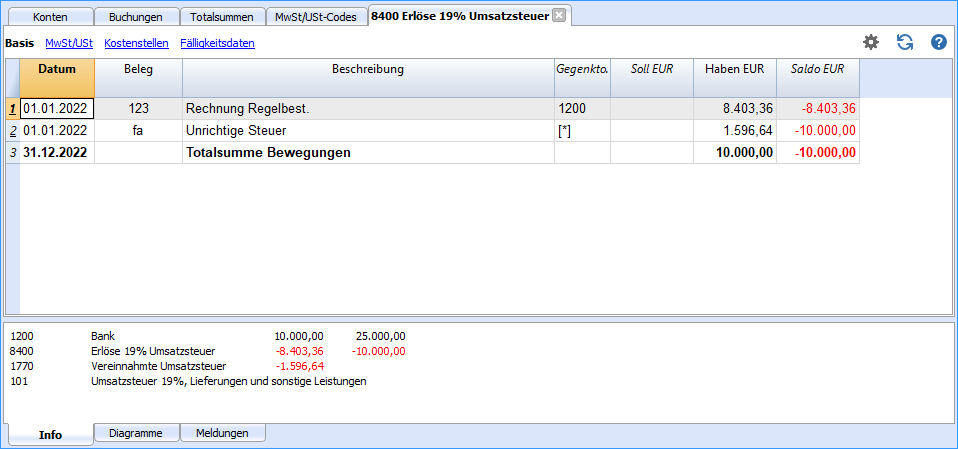 Konten Buchungen Totalsummen MwSt/USt-Codes 8400 Erlöse 19% Umsatzsteuer
Basis MwSt/USt Kostenstellen Fälligkeitsdaten
Datum Beleg Beschreibung Gegenkto. Soll EUR Haben EUR Saldo EUR
1 01.01.2022 123 Rechnung Regelbest. 1200 8.403,36 -8.403,36
2 01.01.2022 fa Unrichtige Steuer [*] 1.596,64 -10.000,00
3 31.12.2022 Totalsumme Bewegungen 10.000,00 -10.000,00
1200 Bank 10.000,00 25.000,00
8400 Erlöse 19% Umsatzsteuer -8.403,36 -10.000,00
1770 Vereinnahmte Umsatzsteuer -1.596,64
101 Umsatzsteuer 19%, Lieferungen und sonstige Leistungen
Info Diagramme Meldungen